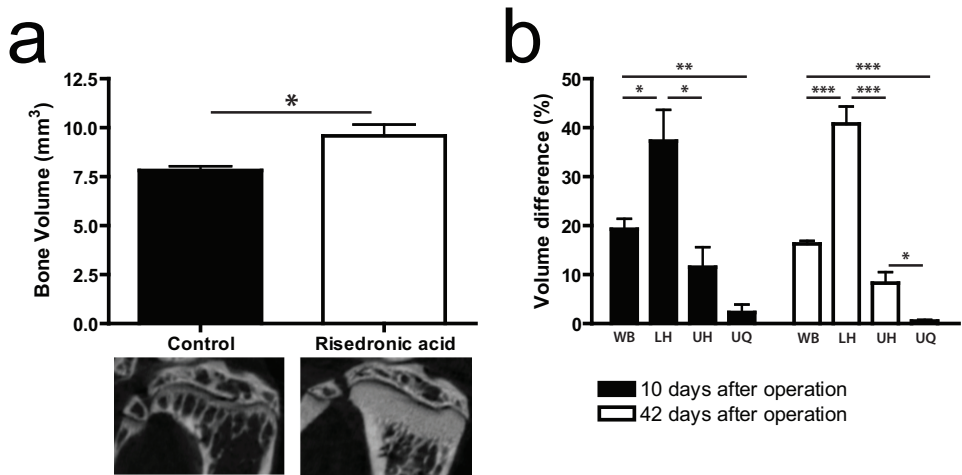 a
Bone Volume (mm³)
12.5
10.0
7.5
5.0
2.5
0.0
*
Control
Risedronic acid
b
Volume difference (%)
50
40
30
20
10
0
** ***
* * *** ***
*
WB LH UH UQ WB LH UH UQ
10 days after operation
42 days after operation